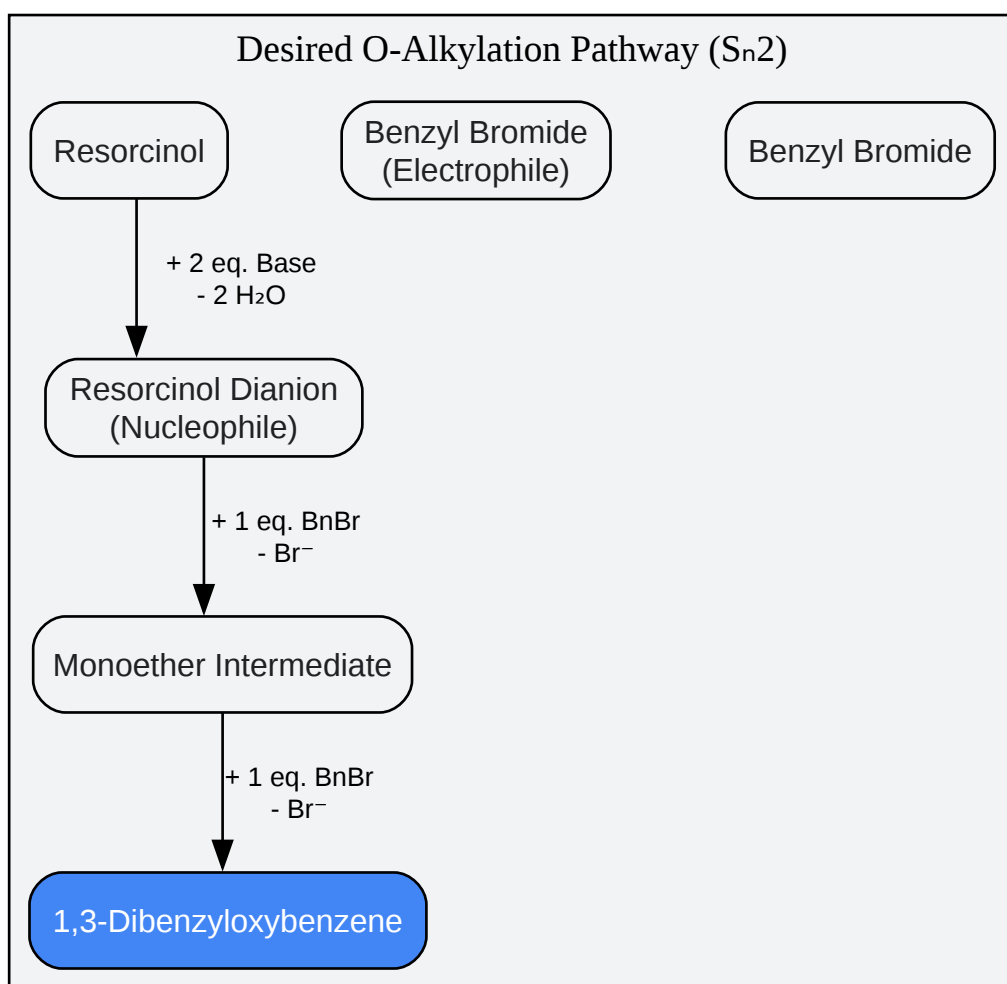 Desired O-Alkylation Pathway (Sₙ2)
Resorcinol
Benzyl Bromide
(Electrophile)
Benzyl Bromide
+ 2 eq. Base
- 2 H₂O
Resorcinol Dianion
(Nucleophile)
+ 1 eq. BnBr
- Br⁻
Monoether Intermediate
+ 1 eq. BnBr
- Br⁻
1,3-Dibenzyloxybenzene